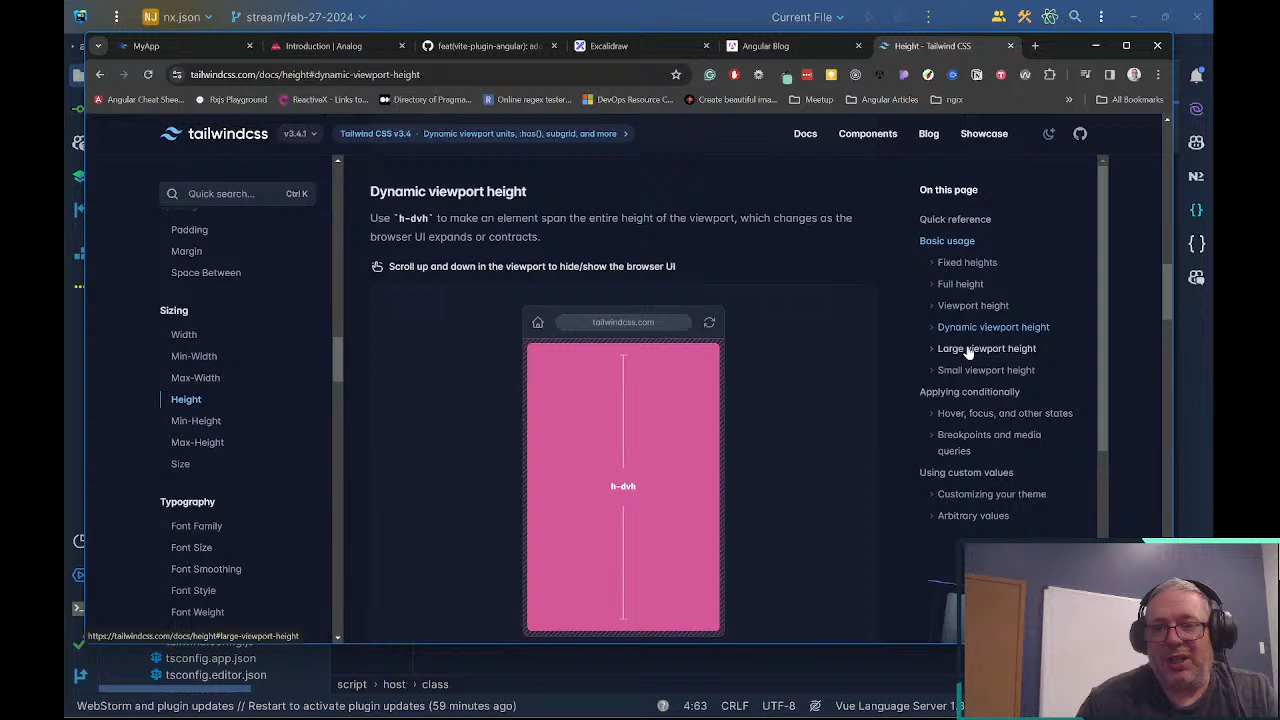 nx.json
stream/feb-27-2024
Current File
MyApp
Introduction | Analog
feat(vite-plugin-angular): ad
Excalidraw
Angular Blog
Height - Tailwind CSS
tailwindcss.com/docs/height#dynamic-viewport-height
Angular Cheat Shee...
Rxjs Playground
ReactiveX - Links to...
Directory of Pragma...
Online regex tester...
DevOps Resource C...
Create beautiful ima...
Meetup
Angular Articles
ngrx
All Bookmarks
tailwindcss
v3.4.1
Tailwind CSS v3.4 · Dynamic viewport units, :has(), subgrid, and more
Docs
Components
Blog
Showcase
Quick search...
Ctrl K
Padding
Margin
Space Between
Sizing
Width
Min-Width
Max-Width
Height
Min-Height
Max-Height
Size
Typography
Font Family
Font Size
Font Smoothing
Font Style
Font Weight
https://tailwindcss.com/docs/height#large-viewport-height
Dynamic viewport height
Use `h-dvh` to make an element span the entire height of the viewport, which changes as the
browser UI expands or contracts.
Scroll up and down in the viewport to hide/show the browser UI
tailwindcss.com
h-dvh
On this page
Quick reference
Basic usage
Fixed heights
Full height
Viewport height
Dynamic viewport height
Large viewport height
Small viewport height
Applying conditionally
Hover, focus, and other states
Breakpoints and media
queries
Using custom values
Customizing your theme
Arbitrary values
N2
tsconfig.app.json
tsconfig.editor.json
script
host
class
WebStorm and plugin updates // Restart to activate plugin updates (59 minutes ago)
4:63
CRLF
UTF-8
Vue Language Server 1.8